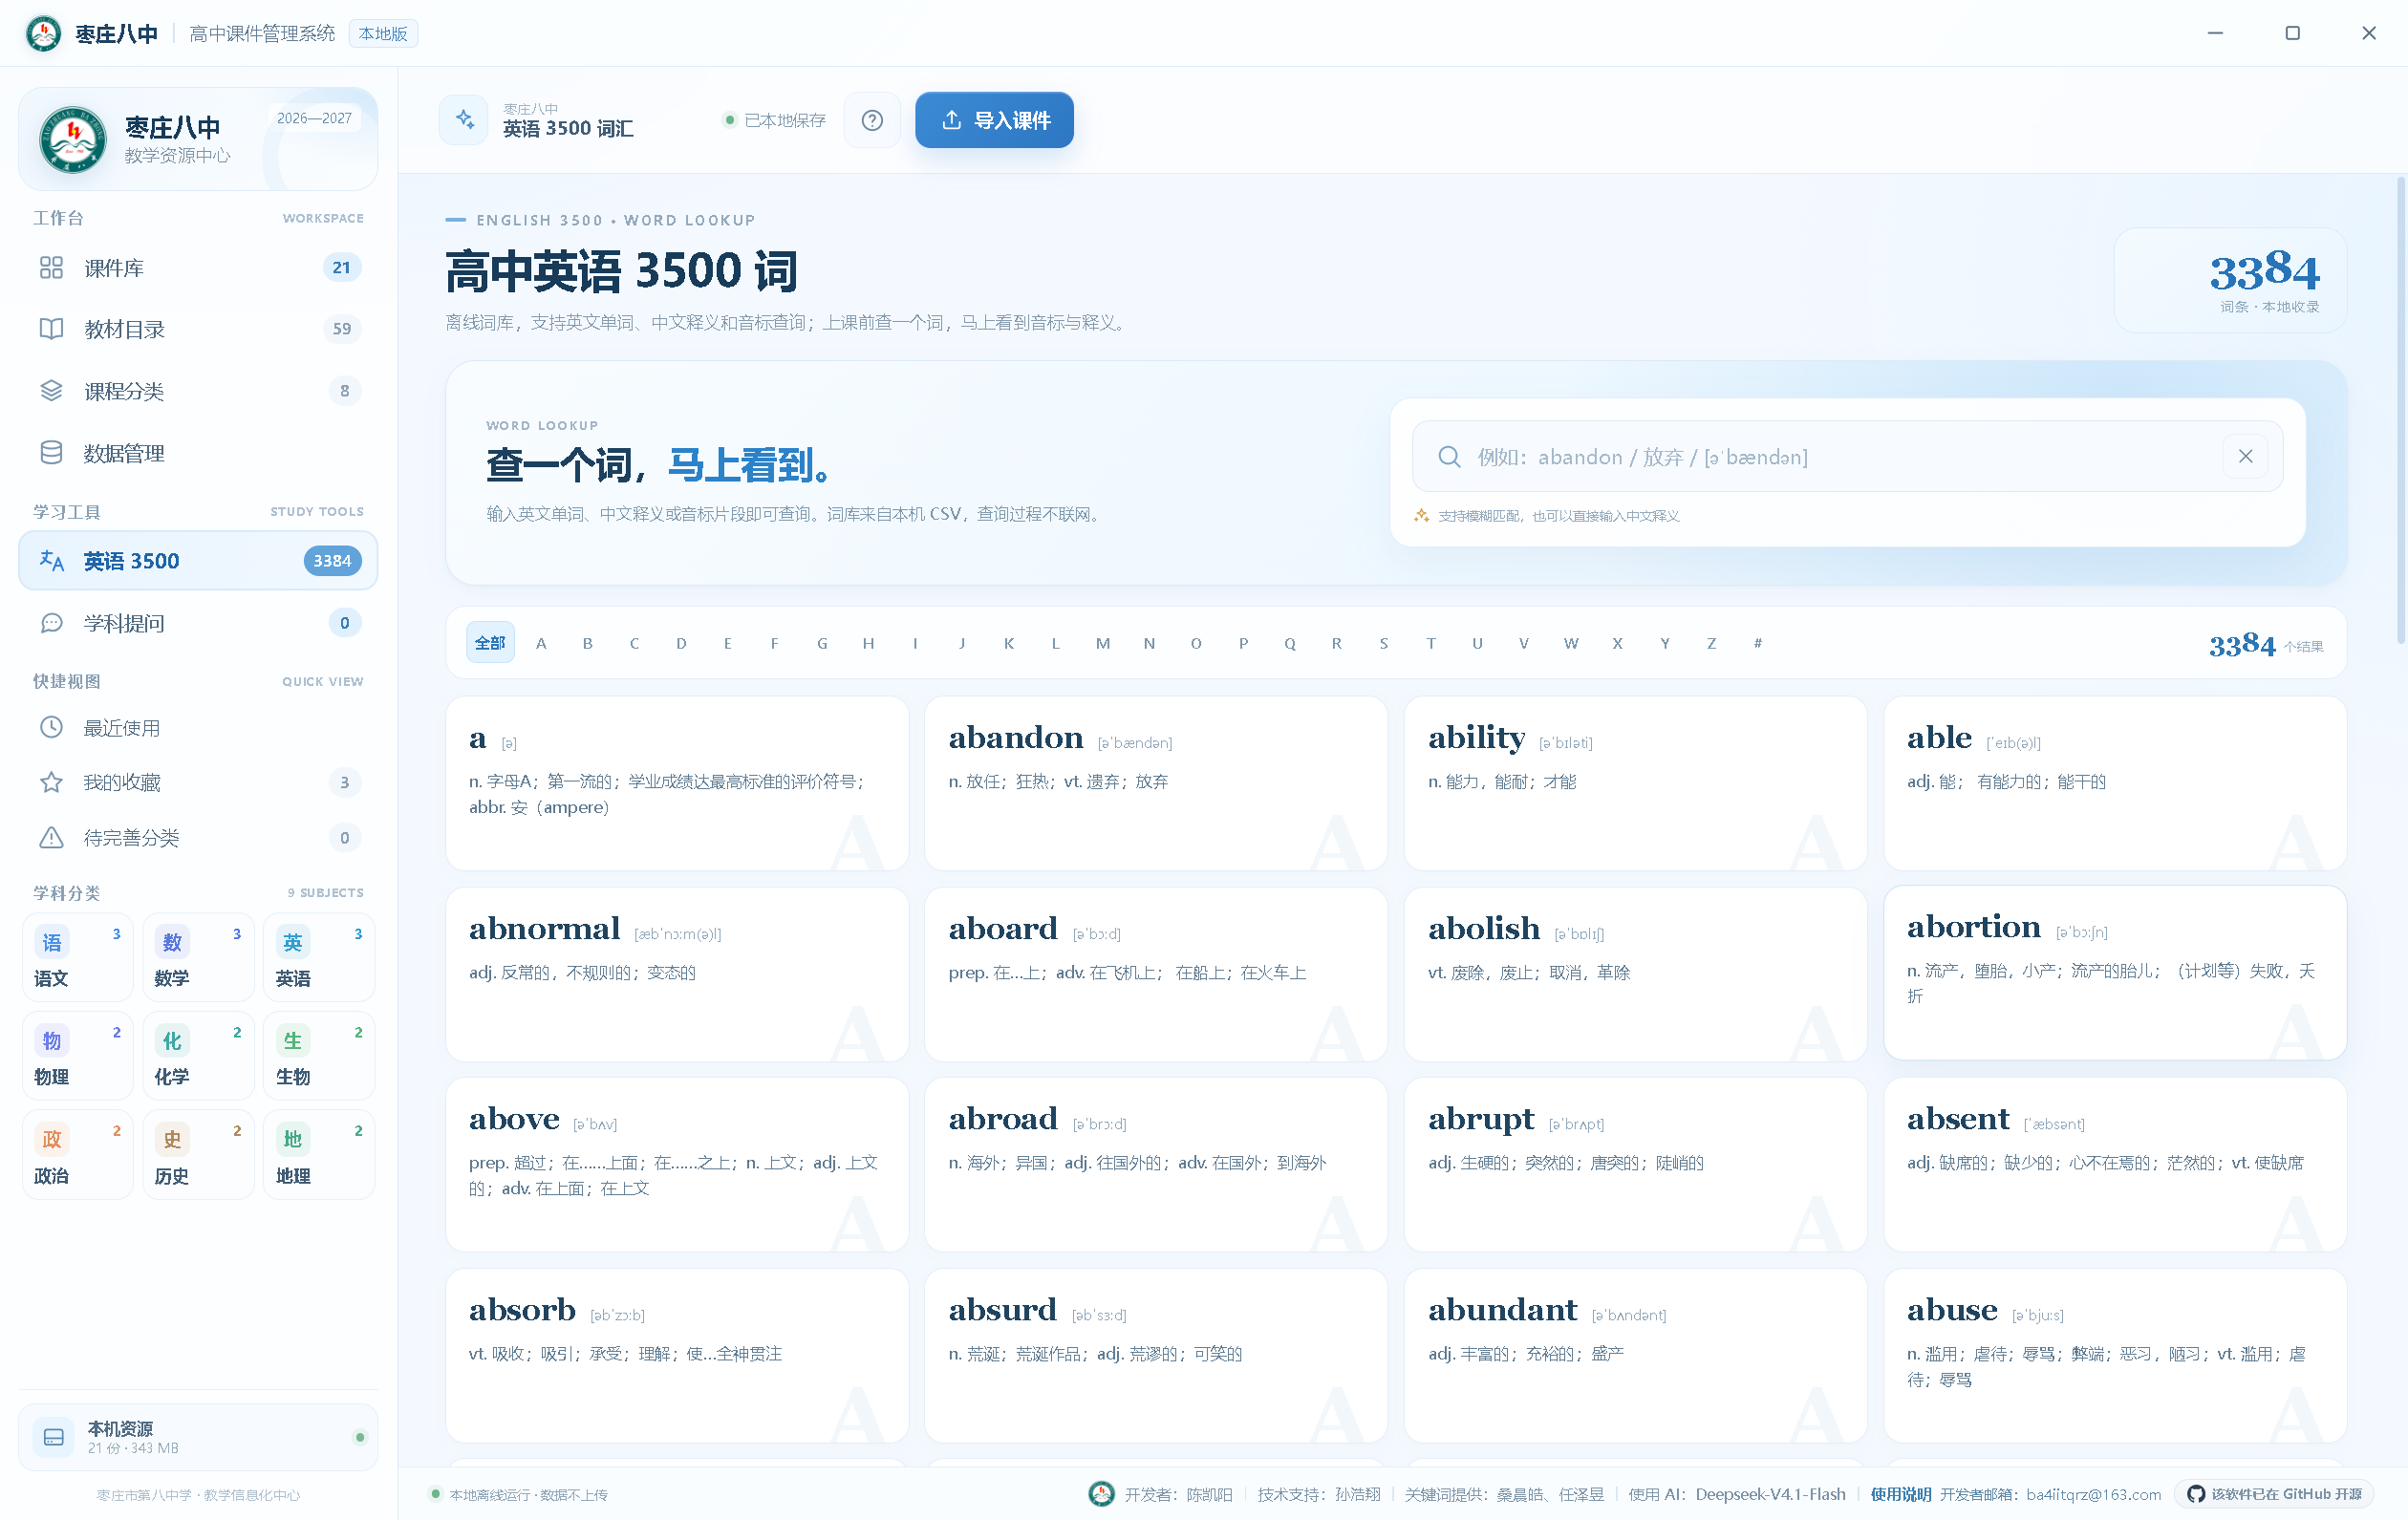 枣庄八中
高中课件管理系统
本地版
枣庄八中
教学资源中心
2026—2027
工作台
WORKSPACE
课件库
21
教材目录
59
课程分类
8
数据管理
学习工具
STUDY TOOLS
英语 3500
3384
学科提问
0
快捷视图
QUICK VIEW
最近使用
我的收藏
3
待完善分类
0
学科分类
9 SUBJECTS
语
3
语文
数
3
数学
英
3
英语
物
2
物理
化
2
化学
生
2
生物
政
2
政治
史
2
历史
地
2
地理
本机资源
21 份 · 343 MB
枣庄市第八中学 · 教学信息化中心
枣庄八中
英语 3500 词汇
已本地保存
导入课件
ENGLISH 3500 • WORD LOOKUP
高中英语 3500 词
离线词库，支持英文单词、中文释义和音标查询；上课前查一个词，马上看到音标与释义。
3384
词条 · 本地收录
WORD LOOKUP
查一个词，马上看到。
输入英文单词、中文释义或音标片段即可查询。词库来自本机 CSV，查询过程不联网。
例如：abandon / 放弃 / [əˈbændən]
支持模糊匹配，也可以直接输入中文释义
全部 A B C D E F G H I J K L M N O P Q R S T U V W X Y Z #
3384 个结果
a [ə]
n. 字母A；第一流的；学业成绩达最高标准的评价符号；
abbr. 安（ampere）
A
abandon [əˈbændən]
n. 放任；狂热；vt. 遗弃；放弃
A
ability [əˈbɪləti]
n. 能力，能耐；才能
A
able [ˈeɪb(ə)l]
adj. 能； 有能力的；能干的
A
abnormal [æbˈnɔːm(ə)l]
adj. 反常的，不规则的；变态的
A
aboard [əˈbɔːd]
prep. 在…上；adv. 在飞机上； 在船上；在火车上
A
abolish [əˈbɒlɪʃ]
vt. 废除，废止；取消，革除
A
abortion [əˈbɔːʃn]
n. 流产，堕胎，小产；流产的胎儿；（计划等）失败，夭
折
A
above [əˈbʌv]
prep. 超过；在……上面；在……之上；n. 上文；adj. 上文
的；adv. 在上面；在上文
A
abroad [əˈbrɔːd]
n. 海外；异国；adj. 往国外的；adv. 在国外；到海外
A
abrupt [əˈbrʌpt]
adj. 生硬的；突然的；唐突的；陡峭的
A
absent [ˈæbsənt]
adj. 缺席的；缺少的；心不在焉的；茫然的；vt. 使缺席
A
absorb [əbˈzɔːb]
vt. 吸收；吸引；承受；理解；使…全神贯注
A
absurd [əbˈsɜːd]
n. 荒诞；荒诞作品；adj. 荒谬的；可笑的
A
abundant [əˈbʌndənt]
adj. 丰富的；充裕的；盛产
A
abuse [əˈbjuːs]
n. 滥用；虐待；辱骂；弊端；恶习，陋习；vt. 滥用；虐
待；辱骂
A
本地离线运行 · 数据不上传
开发者：陈凯阳
技术支持：孙浩翔
关键词提供：桑晨皓、任泽昱
使用 AI：Deepseek-V4.1-Flash
使用说明
开发者邮箱：ba4iitqrz@163.com
该软件已在 GitHub 开源